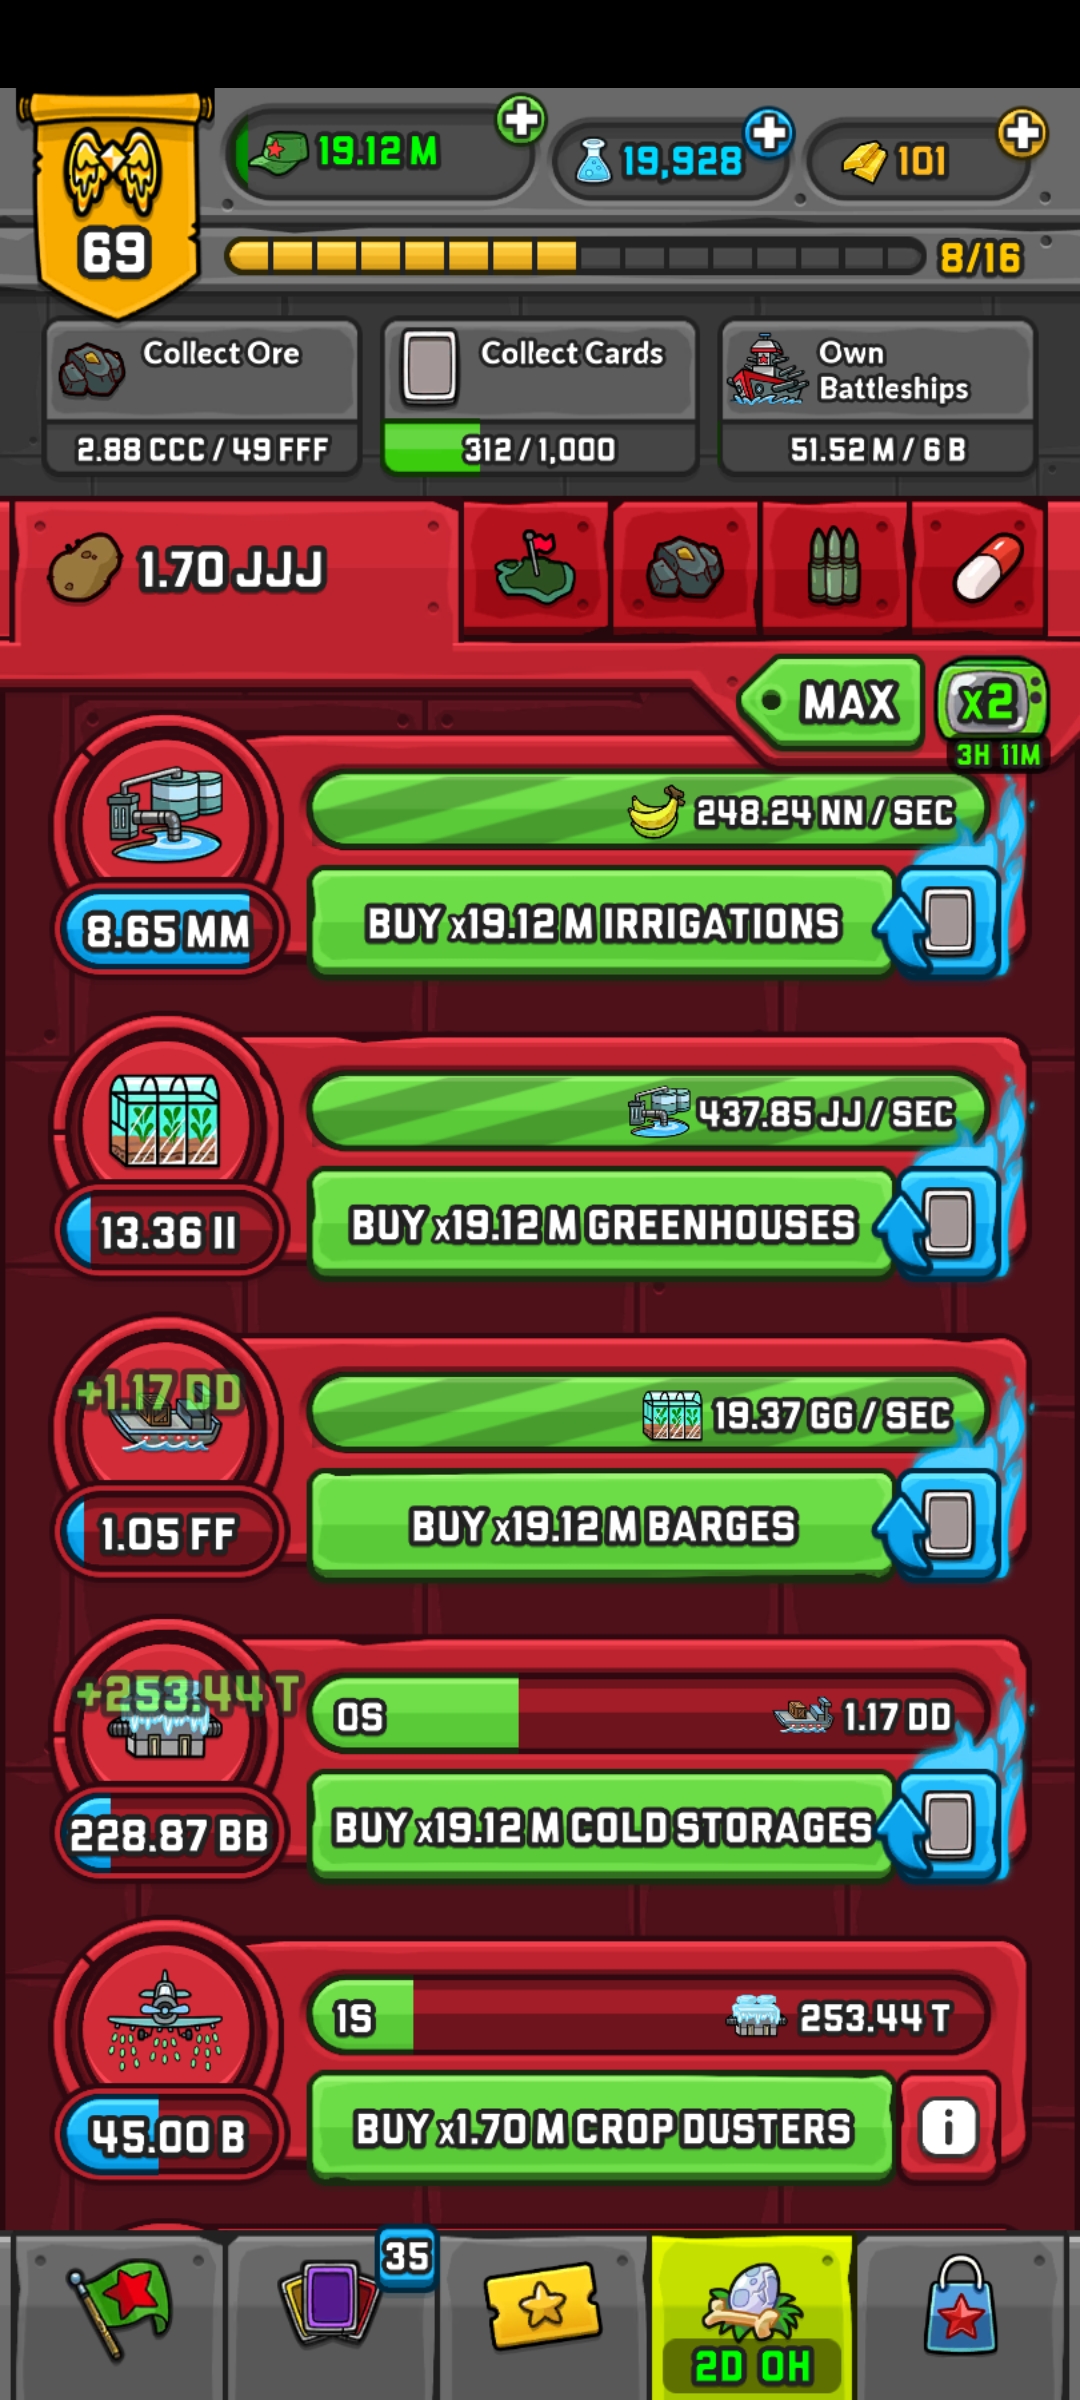 19.12 M
19,928
101
69
8/16
Collect Ore
2.88 CCC / 49 FFF
Collect Cards
312 / 1,000
Own
Battleships
51.52 M / 6 B
1.70 JJJ
MAX
x2
3H 11M
248.24 NN / SEC
8.65 MM
BUY x19.12 M IRRIGATIONS
437.85 JJ / SEC
13.36 II
BUY x19.12 M GREENHOUSES
+1.17 DD
19.37 GG / SEC
1.05 FF
BUY x19.12 M BARGES
+253.44 T
0S
1.17 DD
228.87 BB
BUY x19.12 M COLD STORAGES
1S
253.44 T
45.00 B
BUY x1.70 M CROP DUSTERS
i
35
2D 0H